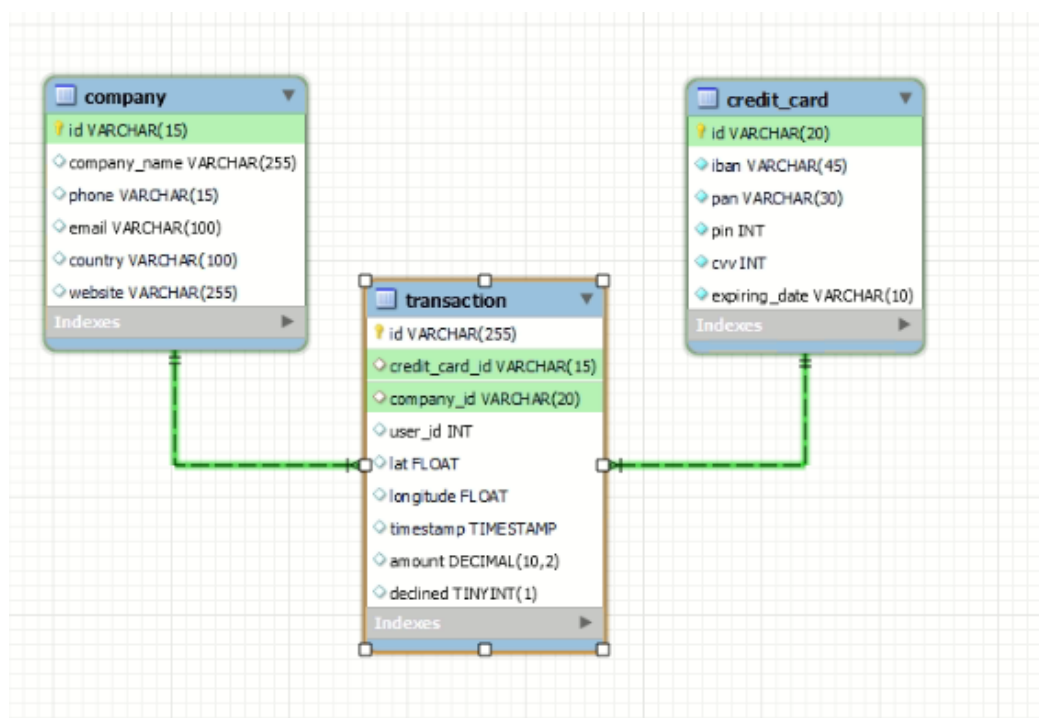 company
id VARCHAR(15)
company_name VARCHAR(255)
phone VARCHAR(15)
email VARCHAR(100)
country VARCHAR(100)
website VARCHAR(255)
Indexes
credit_card
id VARCHAR(20)
iban VARCHAR(45)
pan VARCHAR(30)
pin INT
cvv INT
expiring_date VARCHAR(10)
Indexes
transaction
id VARCHAR(255)
credit_card_id VARCHAR(15)
company_id VARCHAR(20)
user_id INT
lat FLOAT
longitude FLOAT
timestamp TIMESTAMP
amount DECIMAL(10,2)
declined TINYINT(1)
Indexes